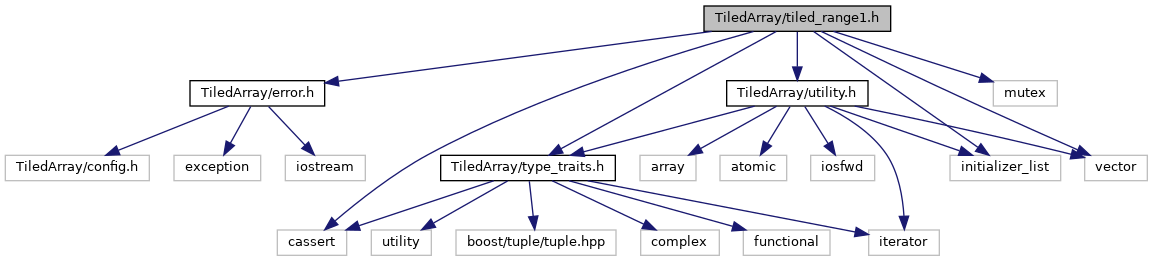 TiledArray/tiled_range1.h
TiledArray/error.h
TiledArray/utility.h
mutex
TiledArray/config.h
exception
iostream
TiledArray/type_traits.h
array
atomic
iosfwd
initializer_list
vector
cassert
utility
boost/tuple/tuple.hpp
complex
functional
iterator